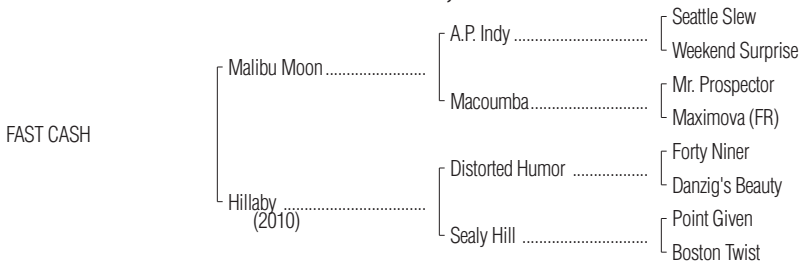 Seattle Slew
A.P. Indy ..............................
Weekend Surprise
Malibu Moon ......................
Mr. Prospector
Macoumba..........................
Maximova (FR)
FAST CASH
Forty Niner
Distorted Humor .................
Danzig's Beauty
Hillaby ...............................
(2010)
Point Given
Sealy Hill ............................
Boston Twist